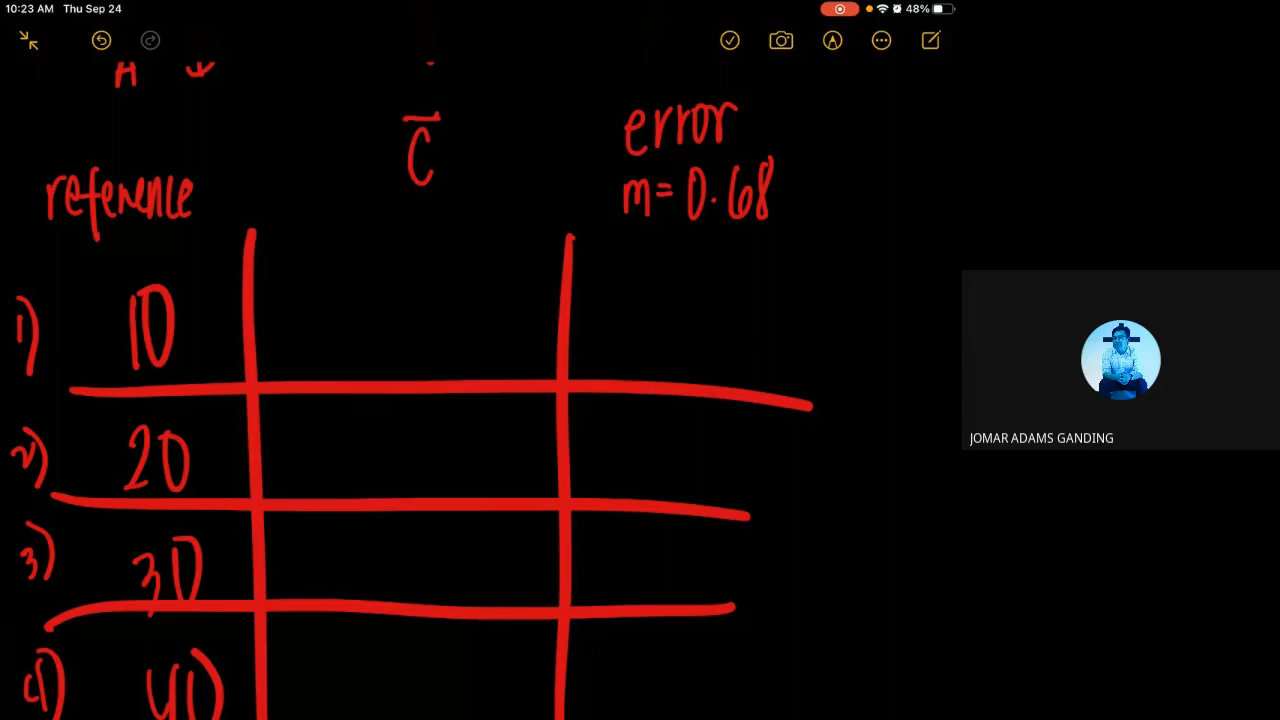 10:23 AM Thu Sep 24
48%
C
error
m = 0.68
reference
1) 10
2) 20
3) 30
4) 40
JOMAR ADAMS GANDING